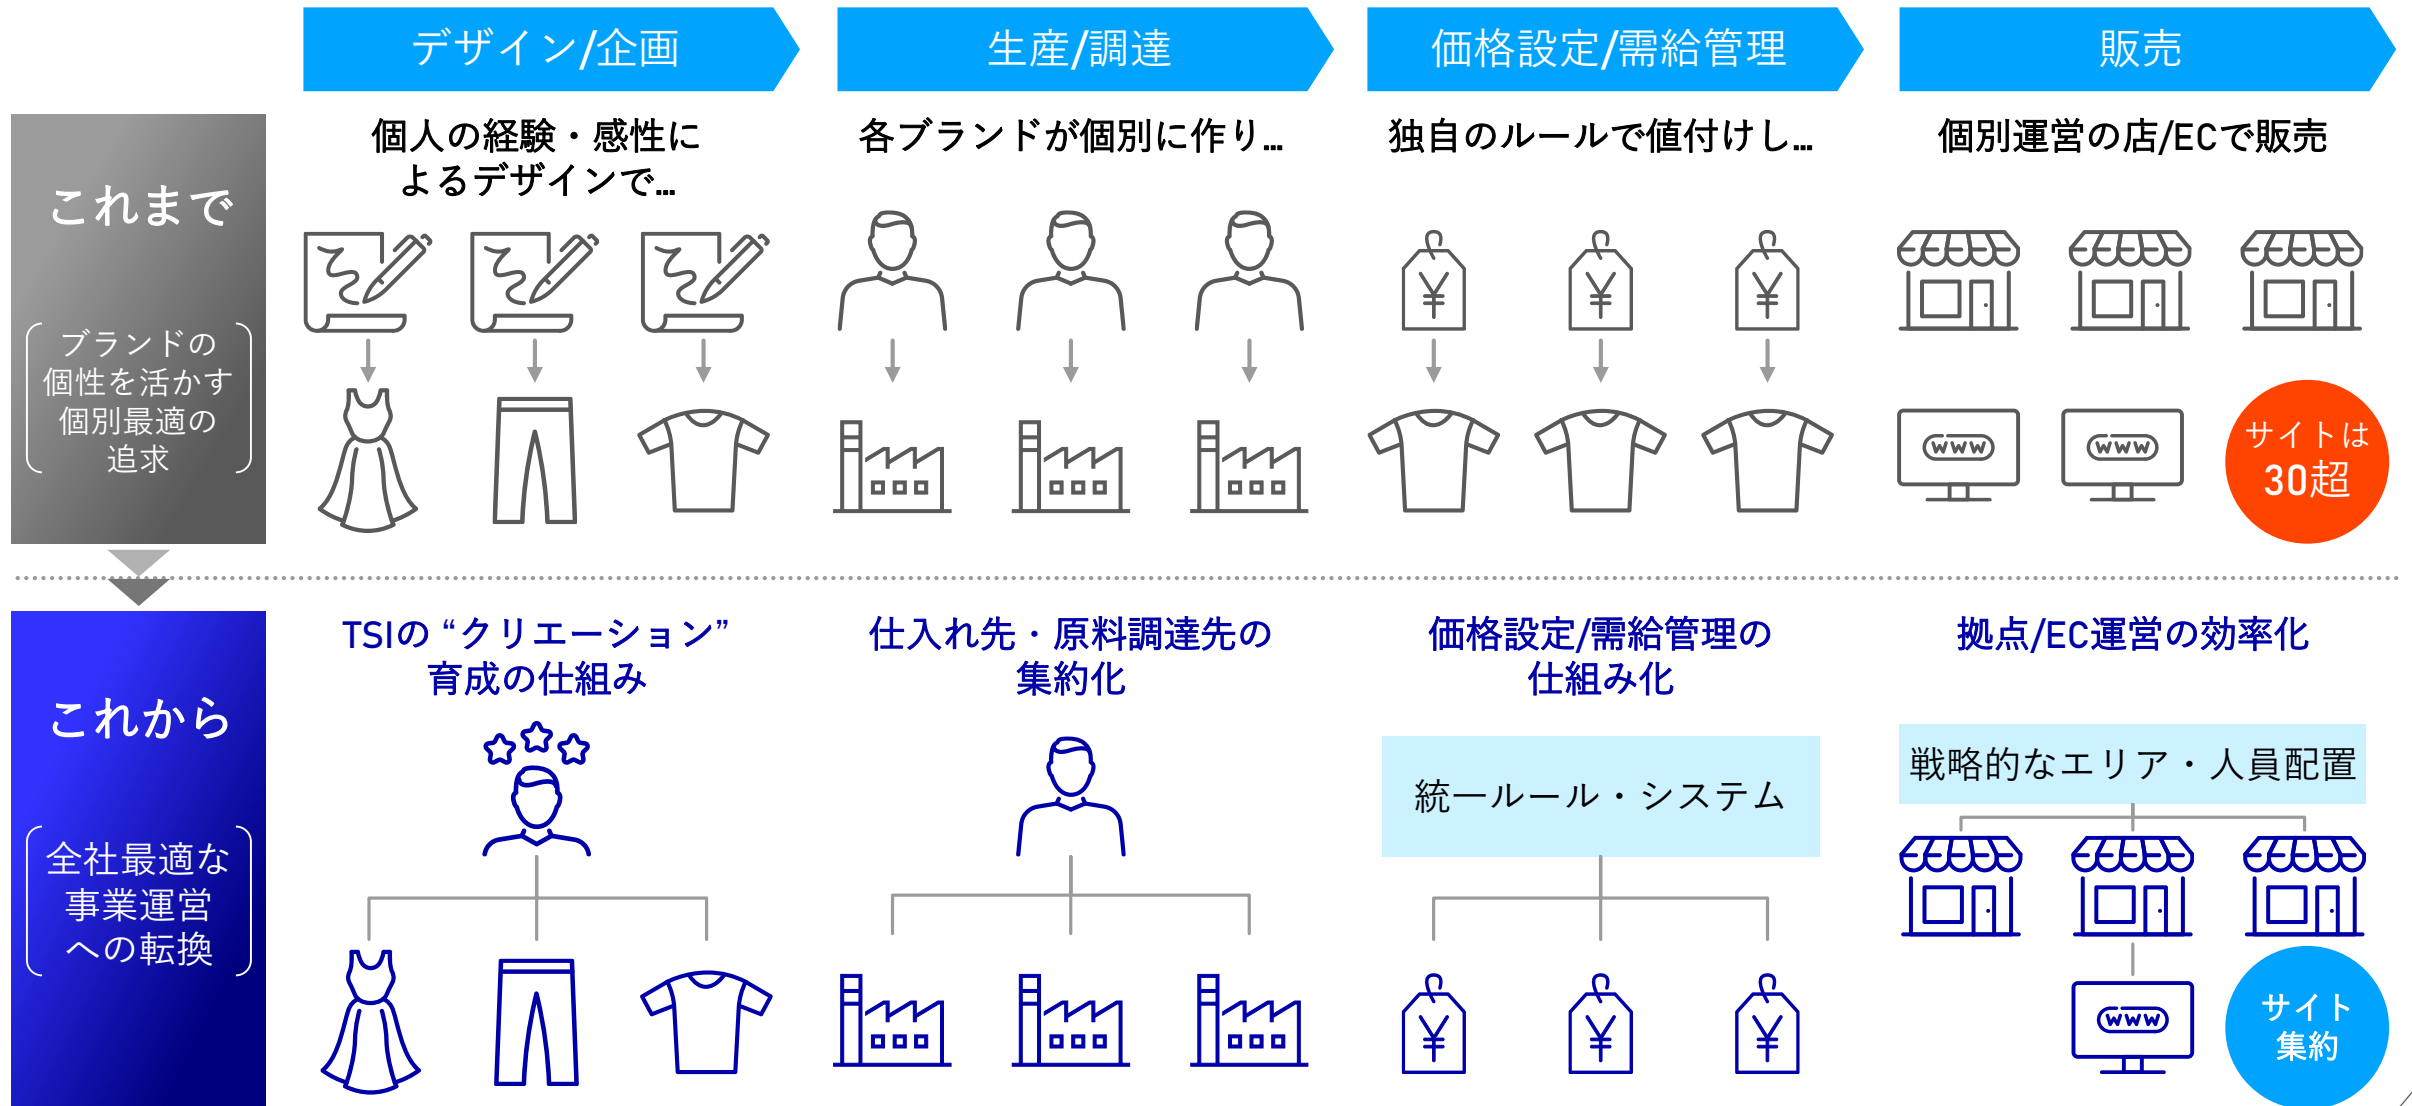 デザイン/企画
生産/調達
価格設定/需給管理
販売
これまで
ブランドの
個性を活かす
個別最適の
追求
個人の経験・感性に
よるデザインで…
各ブランドが個別に作り…
独自のルールで値付けし…
個別運営の店/ECで販売
¥
¥
¥
www
www
サイトは
30超
これから
全社最適な
事業運営
への転換
TSIの “クリエーション”
育成の仕組み
仕入れ先・原料調達先の
集約化
価格設定/需給管理の
仕組み化
統一ルール・システム
¥
¥
¥
拠点/EC運営の効率化
戦略的なエリア・人員配置
www
サイト
集約